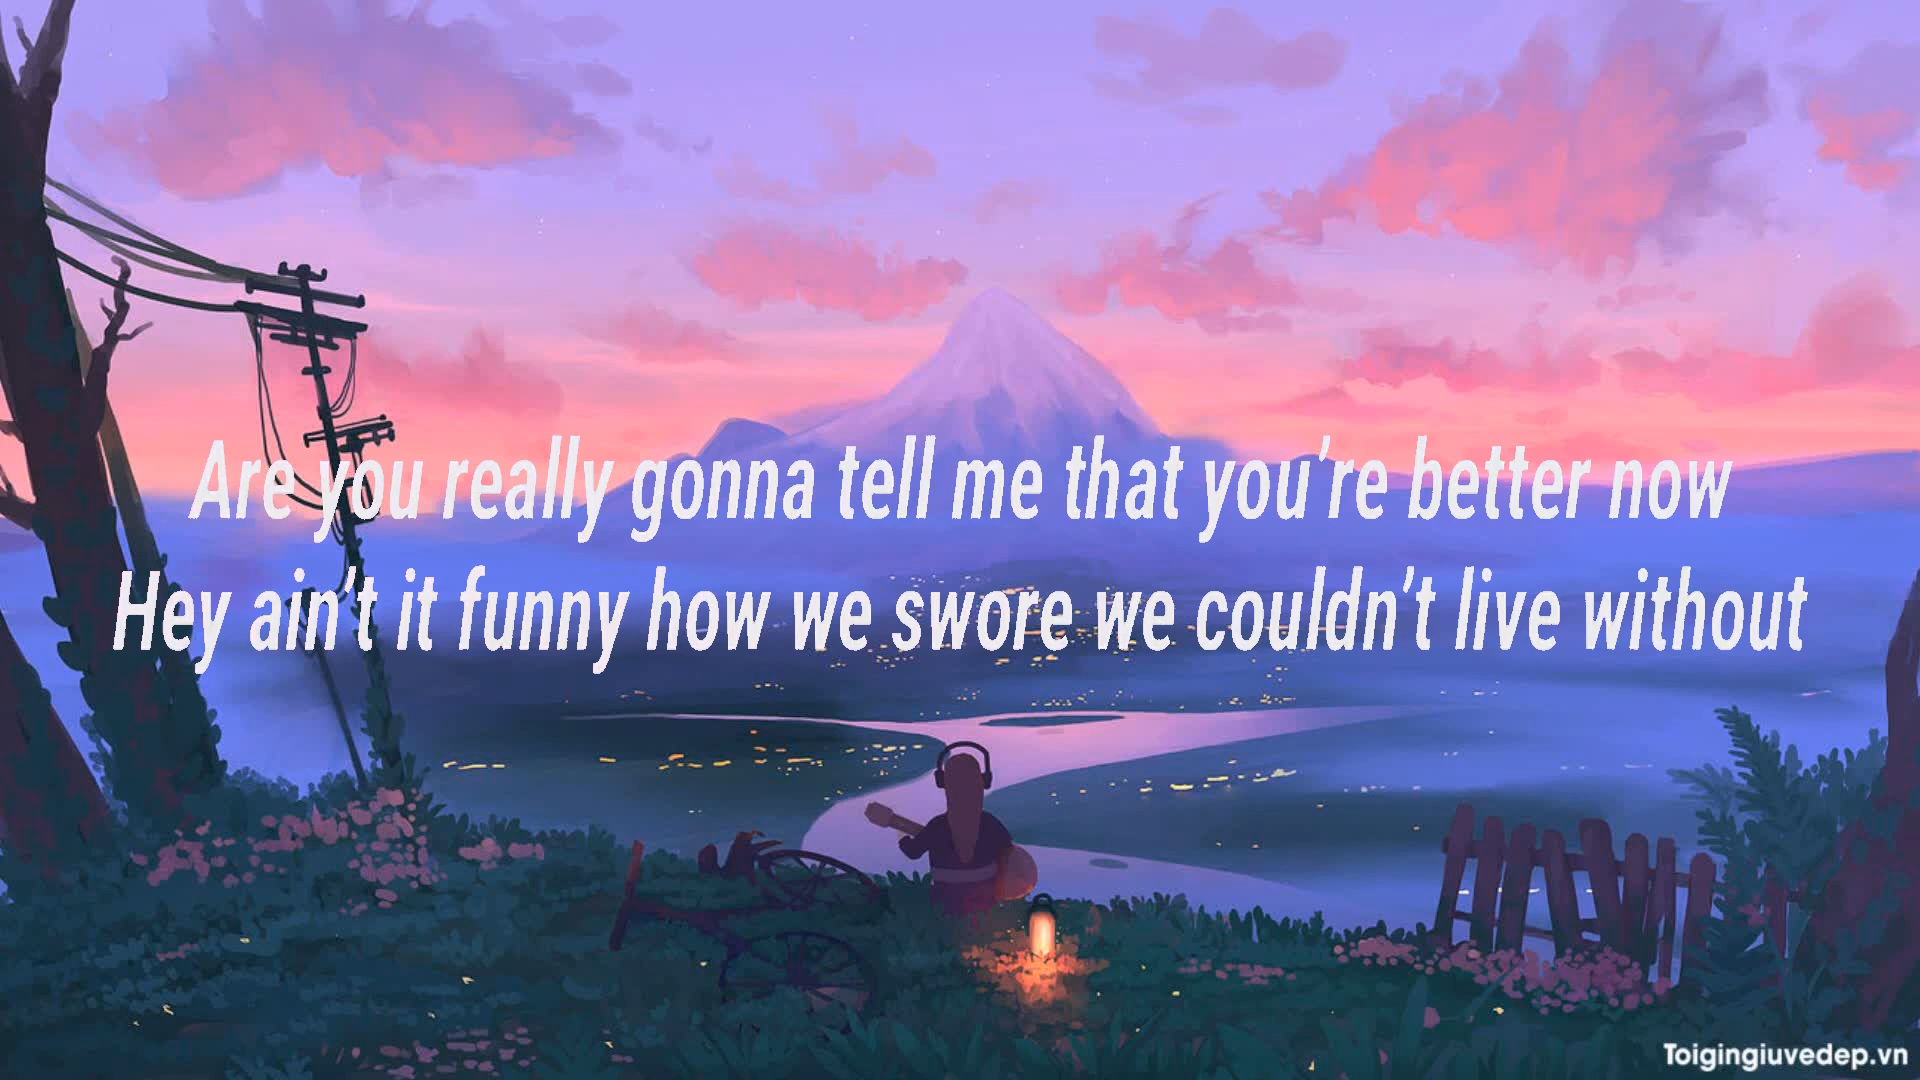 Are you really gonna tell me that you’re better now
Hey ain’t it funny how we swore we couldn’t live without
Toigingiuvedep.vn